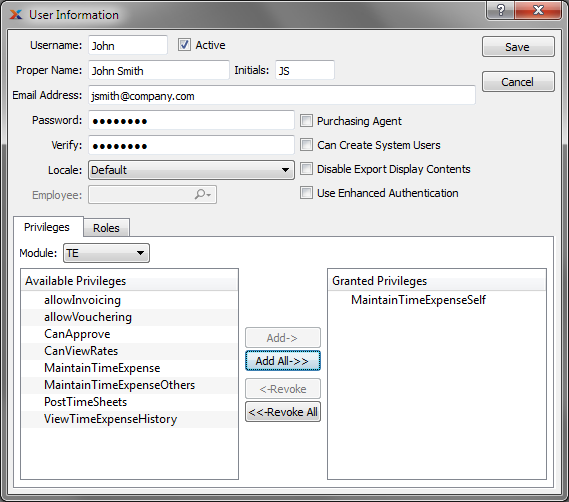 User Information
Username: John Active Save
Proper Name: John Smith Initials: JS
Cancel
Email Address: jsmith@company.com
Password: ●●●●●●●● Purchasing Agent
Verify: ●●●●●●●● Can Create System Users
Locale: Default Disable Export Display Contents
Employee: Use Enhanced Authentication
Privileges Roles
Module: TE
Available Privileges
allowInvoicing
allowVouchering
CanApprove
CanViewRates
MaintainTimeExpense
MaintainTimeExpenseOthers
PostTimeSheets
ViewTimeExpenseHistory
Add->
Add All->>
<-Revoke
<<-Revoke All
Granted Privileges
MaintainTimeExpenseSelf